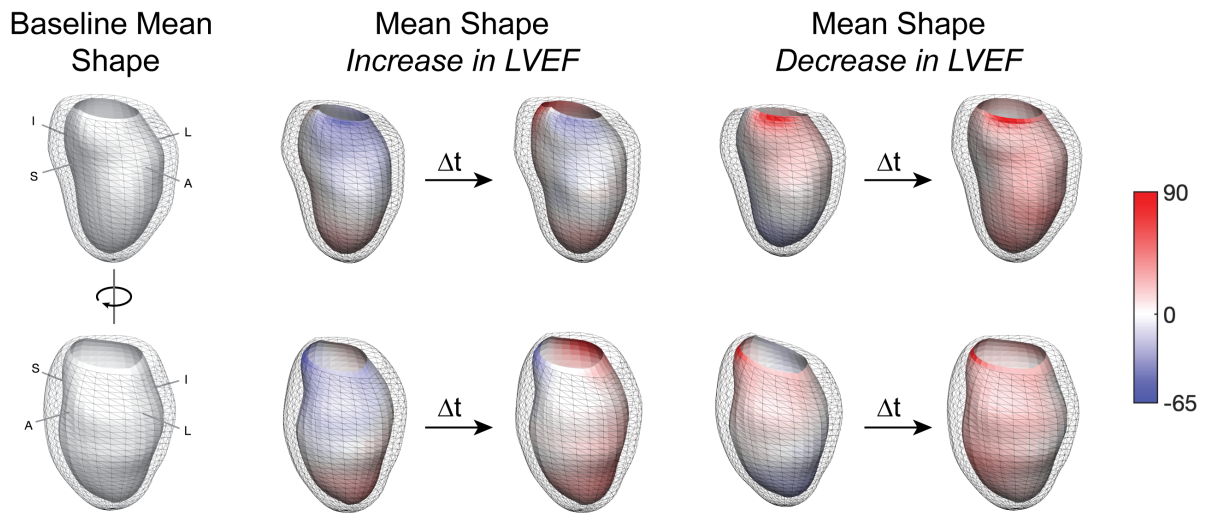 Baseline Mean
Shape
Mean Shape
Increase in LVEF
Mean Shape
Decrease in LVEF
I
L
S
A
Δt
Δt
90
0
-65
S
I
A
L
Δt
Δt